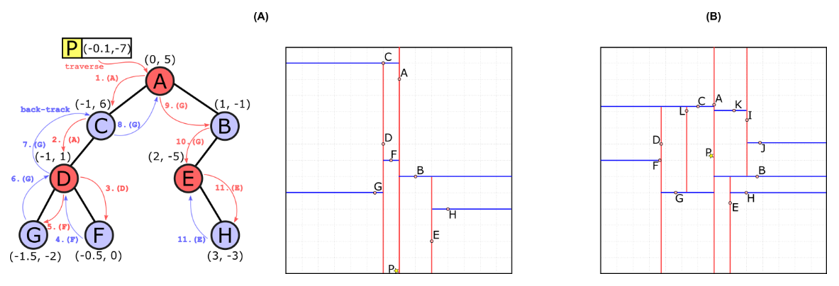 (A)
(B)
P (-0.1,-7)
(0, 5)
traverse
A
1.(A)
(-1, 6)
9.(G)
(1, -1)
back-track
C
8.(G)
B
7.(G)
2. (A)
10.(G)
(-1, 1)
(2, -5)
D
E
6.(G)
3.(D)
11.(E)
5.(F)
4.(F)
11.(E)
G
F
H
(-1.5, -2)
(-0.5, 0)
(3, -3)
C
A
D
F
B
G
H
E
P
A
C
K
L
I
D
J
P
F
B
G
H
E